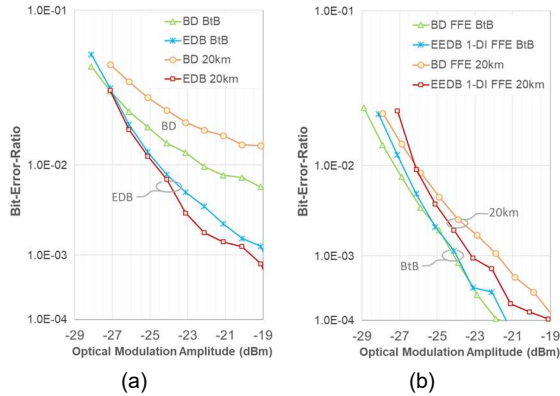 BD BtB
EDB BtB
BD 20km
EDB 20km
1.0E-01
1.0E-02
1.0E-03
1.0E-04
Bit-Error-Ratio
BD
EDB
-29 -27 -25 -23 -21 -19
Optical Modulation Amplitude (dBm)
(a)
BD FFE BtB
EEDB 1-DI FFE BtB
BD FFE 20km
EEDB 1-DI FFE 20km
1.0E-01
1.0E-02
1.0E-03
1.0E-04
Bit-Error-Ratio
20km
BtB
-29 -27 -25 -23 -21 -19
Optical Modulation Amplitude (dBm)
(b)